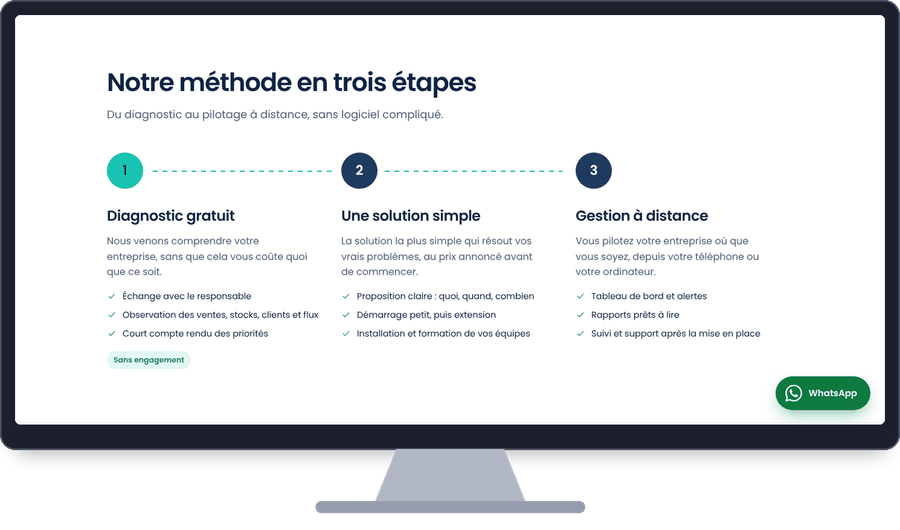 Notre méthode en trois étapes
Du diagnostic au pilotage à distance, sans logiciel compliqué.
1
2
3
Diagnostic gratuit
Nous venons comprendre votre
entreprise, sans que cela vous coûte quoi
que ce soit.
Échange avec le responsable
Observation des ventes, stocks, clients et flux
Court compte rendu des priorités
Sans engagement
Une solution simple
La solution la plus simple qui résout vos
vrais problèmes, au prix annoncé avant
de commencer.
Proposition claire : quoi, quand, combien
Démarrage petit, puis extension
Installation et formation de vos équipes
Gestion à distance
Vous pilotez votre entreprise où que
vous soyez, depuis votre téléphone ou
votre ordinateur.
Tableau de bord et alertes
Rapports prêts à lire
Suivi et support après la mise en place
WhatsApp